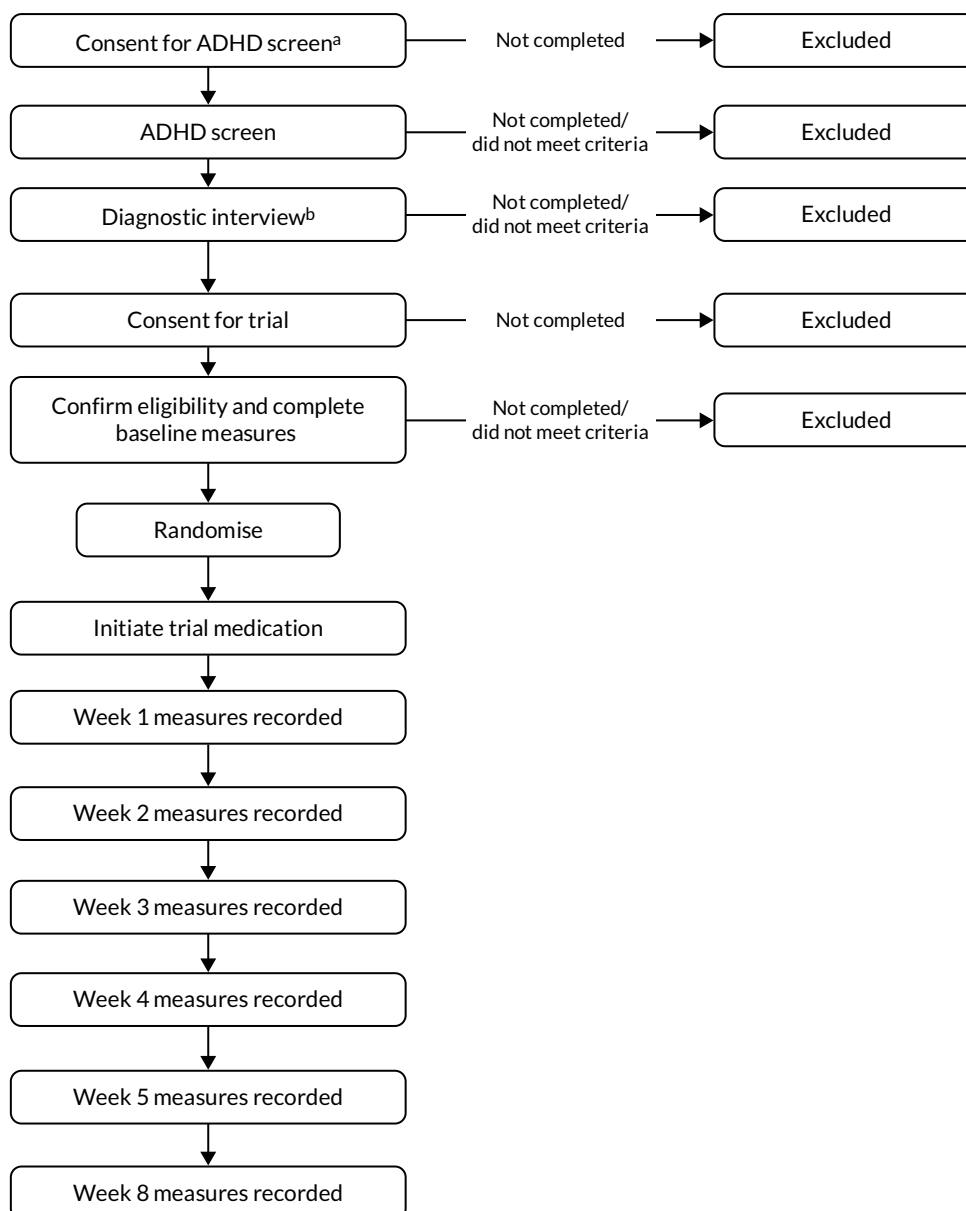 Consent for ADHD screenᵃ
Not completed
Excluded
ADHD screen
Not completed/
did not meet criteria
Excluded
Diagnostic interviewᵇ
Not completed/
did not meet criteria
Excluded
Consent for trial
Not completed
Excluded
Confirm eligibility and complete
baseline measures
Not completed/
did not meet criteria
Excluded
Randomise
Initiate trial medication
Week 1 measures recorded
Week 2 measures recorded
Week 3 measures recorded
Week 4 measures recorded
Week 5 measures recorded
Week 8 measures recorded